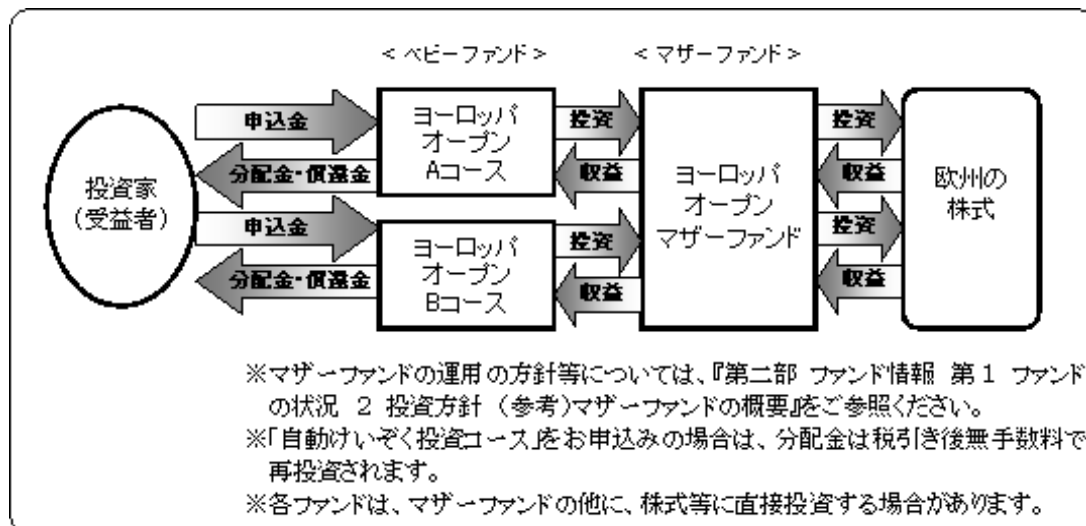 <ベビーファンド> <マザーファンド>
申込金
ヨーロッパ
オープン
Aコース
投資
投資
分配金・償還金
収益
収益
投資家
(受益者)
ヨーロッパ
オープン
マザーファンド
欧州の
株式
申込金
ヨーロッパ
オープン
Bコース
投資
投資
分配金・償還金
収益
収益
※マザーファンドの運用の方針等については、『第二部 ファンド情報 第1 ファンド
の状況 2 投資方針 (参考)マザーファンドの概要』をご参照ください。
※「自動けいぞく投資コース」をお申込みの場合は、分配金は税引き後無手数料で
再投資されます。
※各ファンドは、マザーファンドの他に、株式等に直接投資する場合があります。